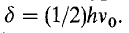 δ = (1/2)hν₀.